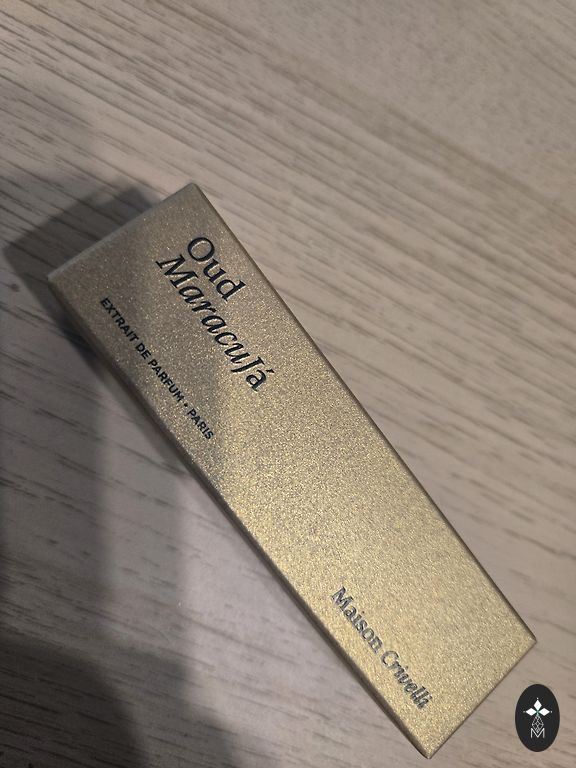 Oud
Maracujá
EXTRAIT DE PARFUM • PARIS
Maison Crivelli
M